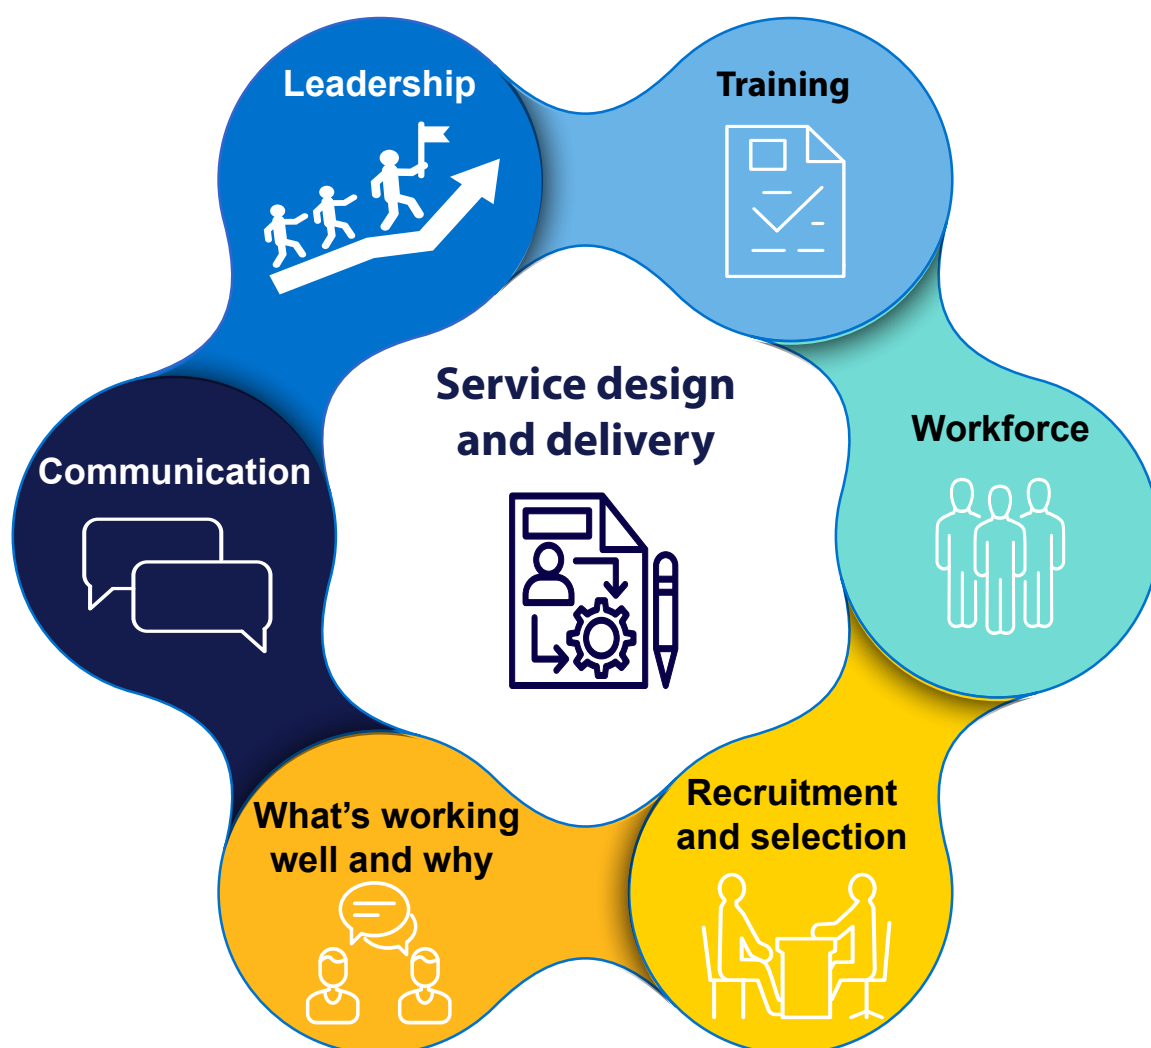 Leadership
Training
Service design
and delivery
Workforce
Communication
Recruitment
and selection
What’s working
well and why